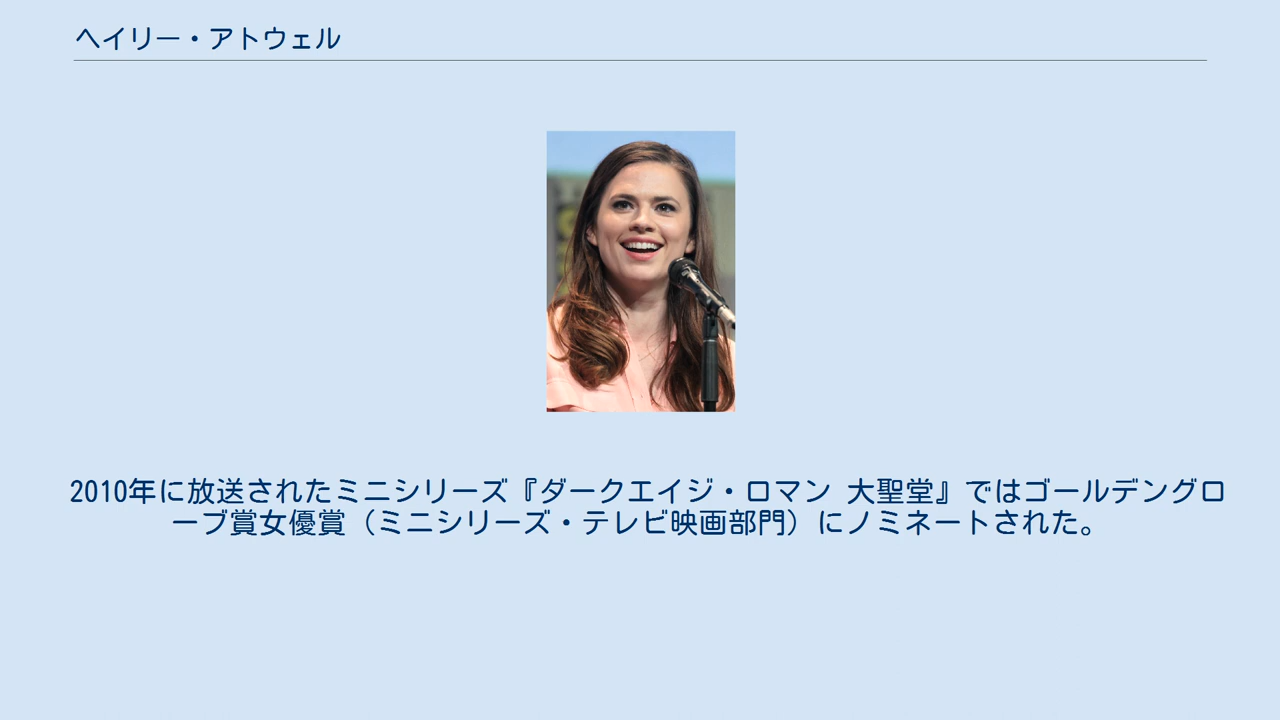 ヘイリー・アトウェル
2010年に放送されたミニシリーズ『ダークエイジ・ロマン 大聖堂』ではゴールデングロ
ーブ賞女優賞（ミニシリーズ・テレビ映画部門）にノミネートされた。